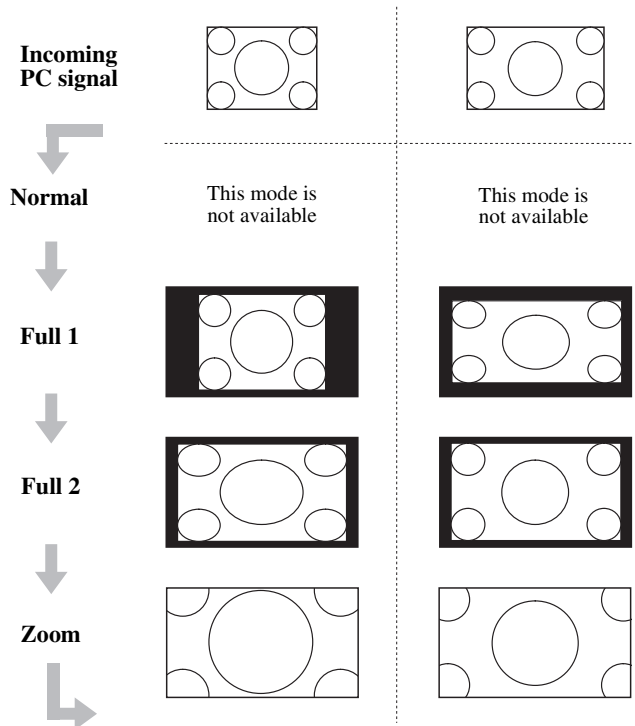 Incoming
PC signal
Normal
This mode is
not available
This mode is
not available
Full 1
Full 2
Zoom